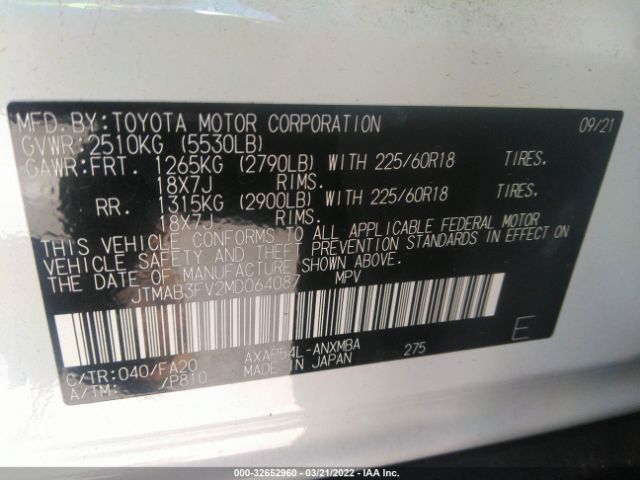 MFD. BY: TOYOTA MOTOR CORPORATION 09/21
GVWR: 2510KG (5530LB)
GAWR: FRT. 1265KG (2790LB) WITH 225/60R18 TIRES.
18X7J RIMS.
RR. 1315KG (2900LB) WITH 225/60R18 TIRES.
18X7J RIMS.
THIS VEHICLE CONFORMS TO ALL APPLICABLE FEDERAL MOTOR
VEHICLE SAFETY AND THEFT PREVENTION STANDARDS IN EFFECT ON
THE DATE OF MANUFACTURE SHOWN ABOVE.
JTMAB3FV2MD064087 MPV
E
C/TR: 040/FA20 AXAP54L-ANXMBA 275
A/TM: /P810 MADE IN JAPAN
000-32652960 - 03/21/2022 - IAA Inc.